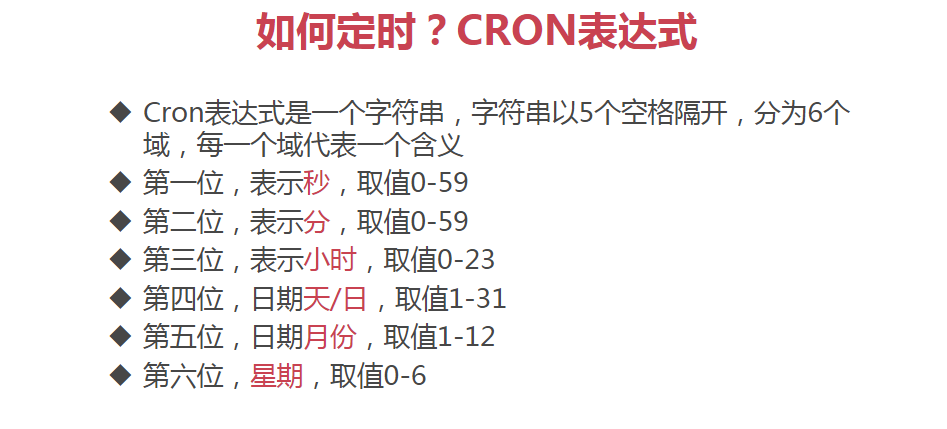 如何定时？CRON表达式
◆ Cron表达式是一个字符串，字符串以5个空格隔开，分为6个
域，每一个域代表一个含义
◆ 第一位，表示秒，取值0-59
◆ 第二位，表示分，取值0-59
◆ 第三位，表示小时，取值0-23
◆ 第四位，日期天/日，取值1-31
◆ 第五位，日期月份，取值1-12
◆ 第六位，星期，取值0-6